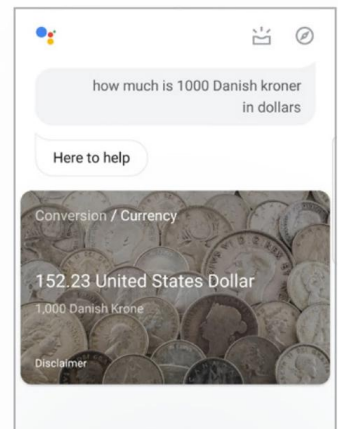 how much is 1000 Danish kroner
in dollars
Here to help
Conversion / Currency
152.23 United States Dollar
1,000 Danish Krone
Disclaimer